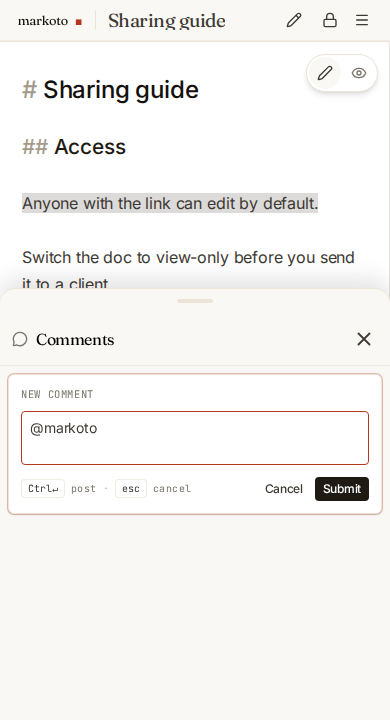 markoto
Sharing guide
# Sharing guide
## Access
Anyone with the link can edit by default.
Switch the doc to view-only before you send
it to a client
Comments
NEW COMMENT
@markoto
Ctrl↵ post · esc cancel
Cancel
Submit